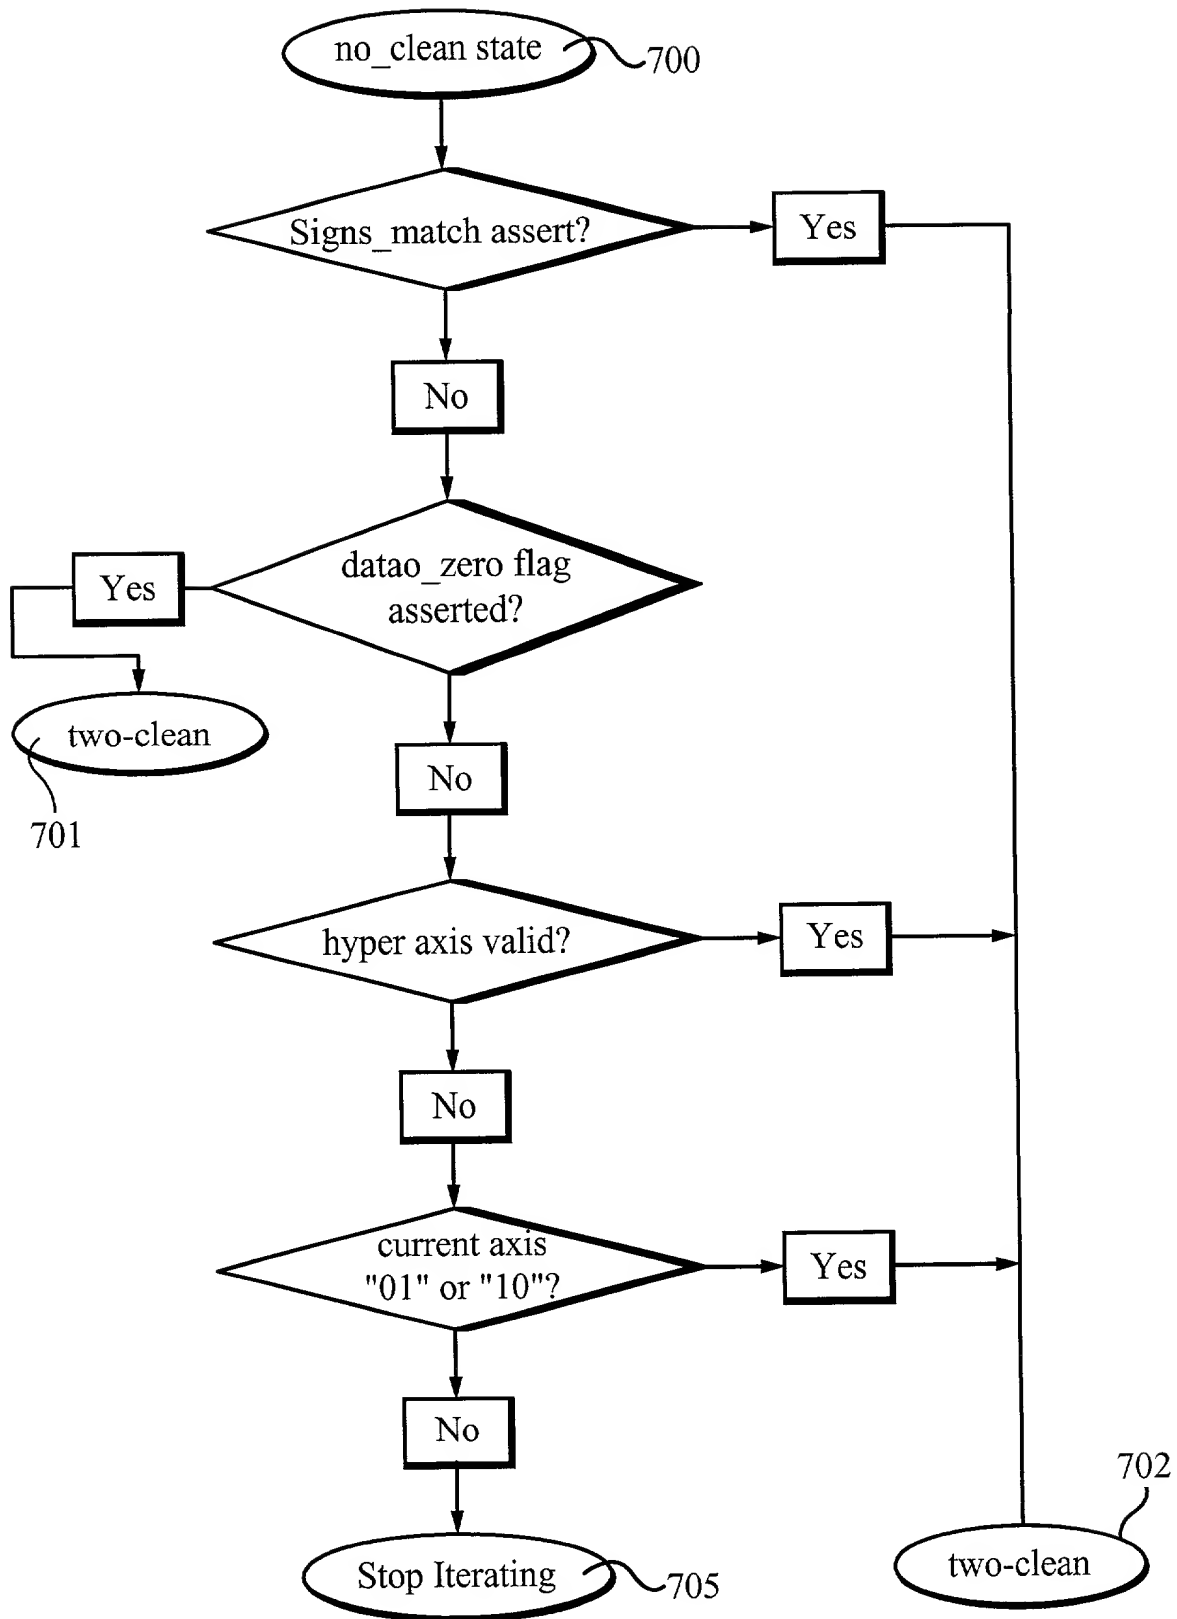 no_clean state
700
Signs_match assert?
Yes
No
datao_zero flag
asserted?
Yes
two-clean
701
No
hyper axis valid?
Yes
No
current axis
"01" or "10"?
Yes
No
702
two-clean
Stop Iterating
705